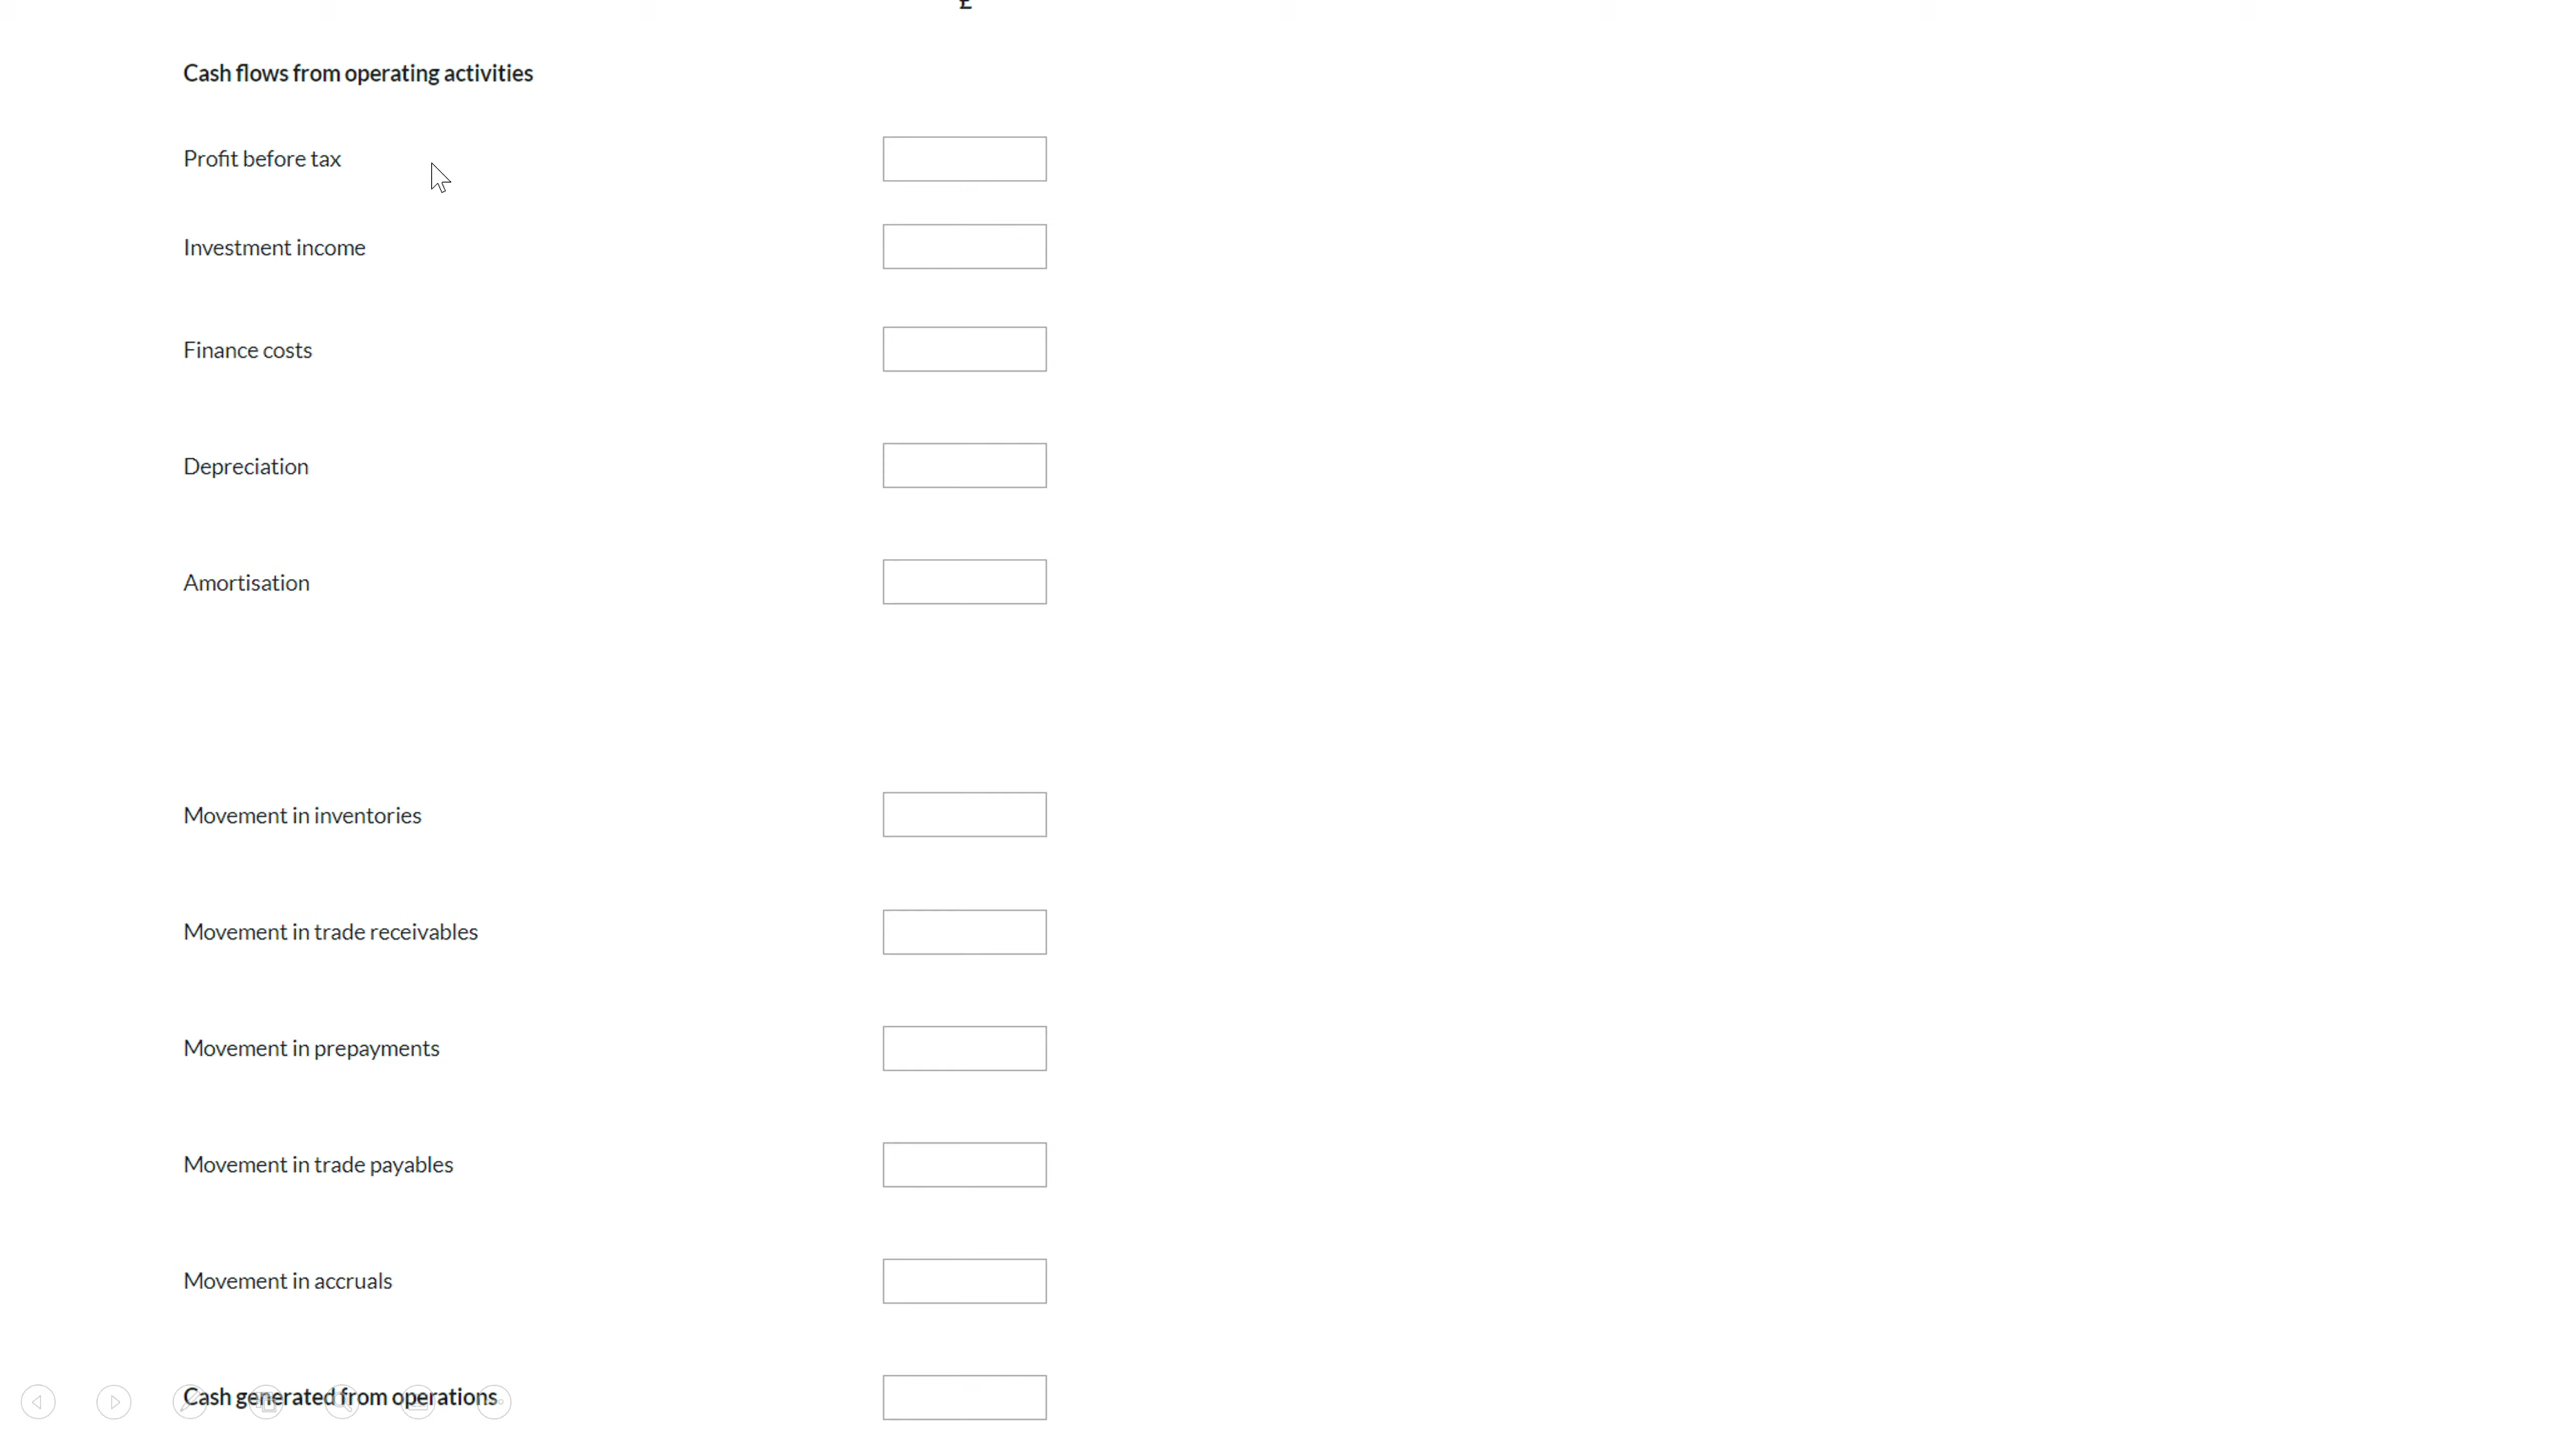 £
Cash flows from operating activities
Profit before tax
Investment income
Finance costs
Depreciation
Amortisation
Movement in inventories
Movement in trade receivables
Movement in prepayments
Movement in trade payables
Movement in accruals
Cash generated from operations